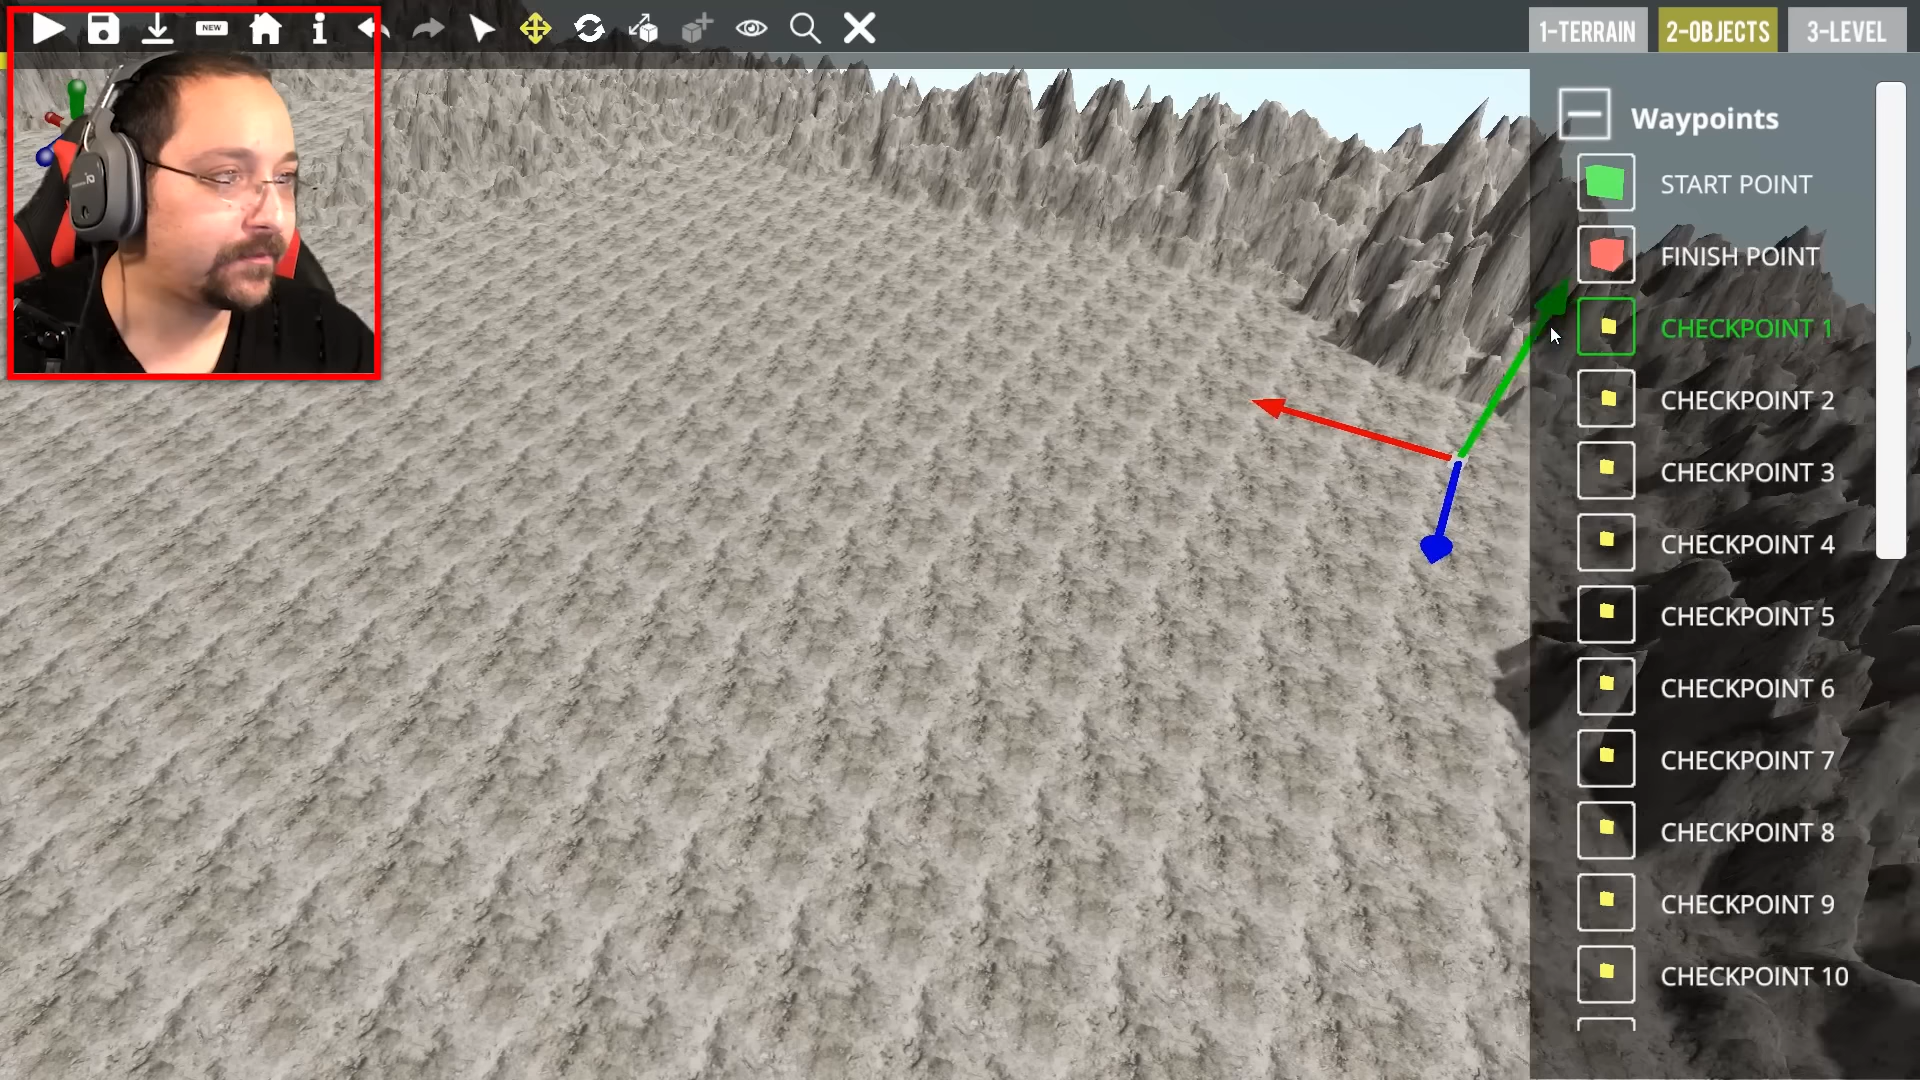 NEW
1-TERRAIN
2-OBJECTS
3-LEVEL
Waypoints
START POINT
FINISH POINT
CHECKPOINT 1
CHECKPOINT 2
CHECKPOINT 3
CHECKPOINT 4
CHECKPOINT 5
CHECKPOINT 6
CHECKPOINT 7
CHECKPOINT 8
CHECKPOINT 9
CHECKPOINT 10